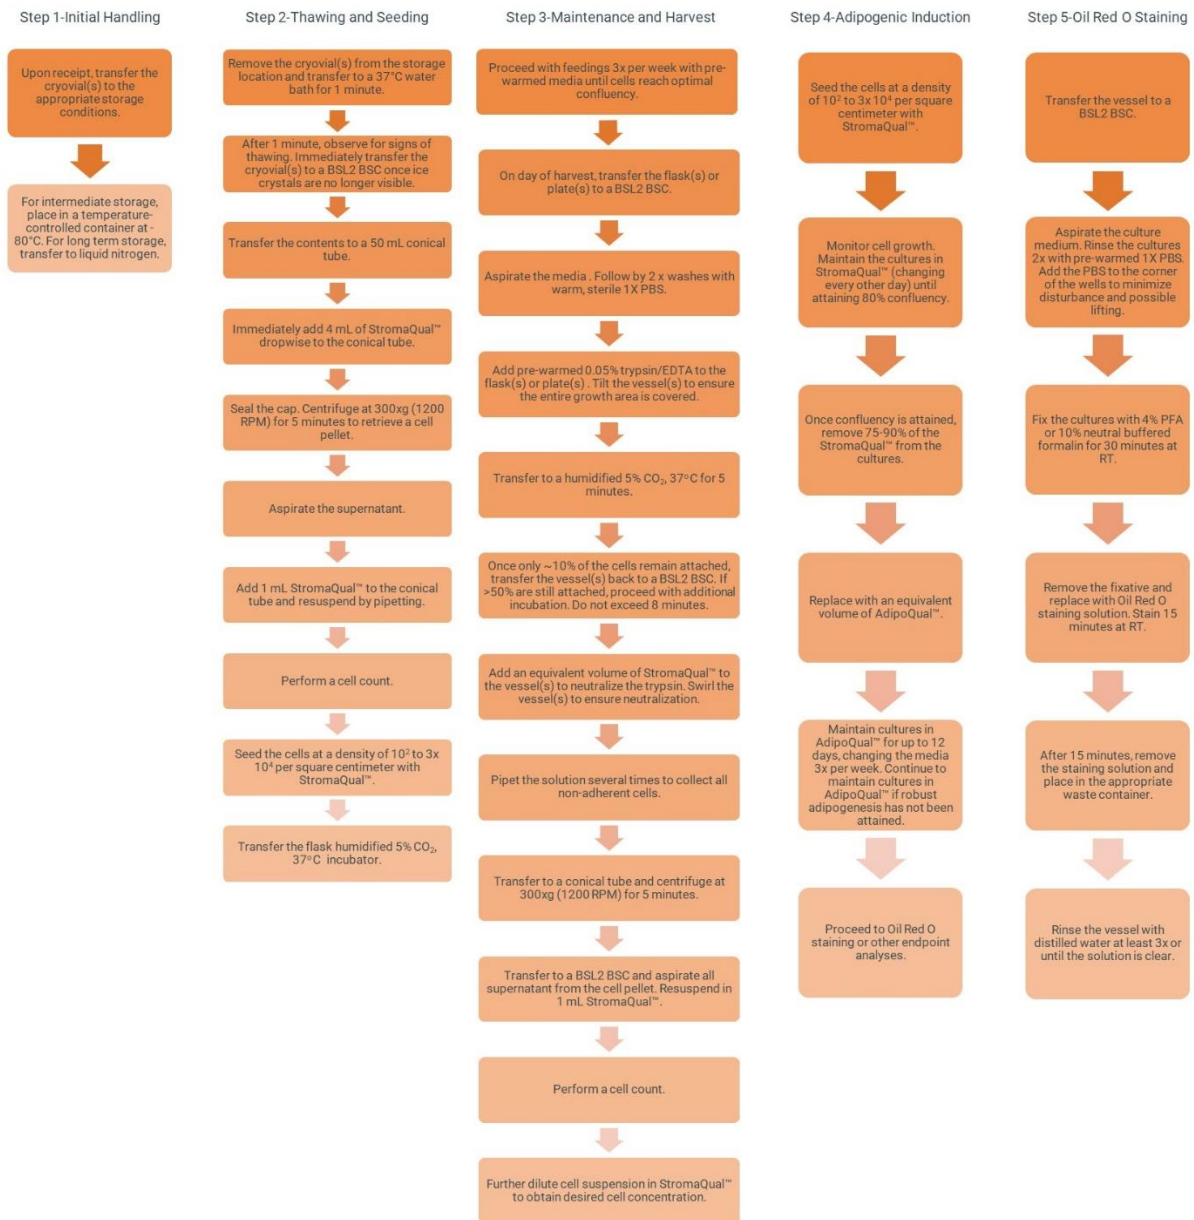 Step 1-Initial Handling
Upon receipt, transfer the
cryovial(s) to the
appropriate storage
conditions.
For intermediate storage,
place in a temperature-
controlled container at -
80°C. For long term storage,
transfer to liquid nitrogen.
Step 2-Thawing and Seeding
Remove the cryovial(s) from the storage
location and transfer to a 37°C water
bath for 1 minute.
After 1 minute, observe for signs of
thawing. Immediately transfer the
cryovial(s) to a BSL2 BSC once ice
crystals are no longer visible.
Transfer the contents to a 50 mL conical
tube.
Immediately add 4 mL of StromaQual™
dropwise to the conical tube.
Seal the cap. Centrifuge at 300xg (1200
RPM) for 5 minutes to retrieve a cell
pellet.
Aspirate the supernatant.
Add 1 mL StromaQual™ to the conical
tube and resuspend by pipetting.
Perform a cell count.
Seed the cells at a density of 10² to 3x
10⁴ per square centimeter with
StromaQual™.
Transfer the flask humidified 5% CO₂,
37°C incubator.
Step 3-Maintenance and Harvest
Proceed with feedings 3x per week with pre-
warmed media until cells reach optimal
confluency.
On day of harvest, transfer the flask(s) or
plate(s) to a BSL2 BSC.
Aspirate the media . Follow by 2 x washes with
warm, sterile 1X PBS.
Add pre-warmed 0.05% trypsin/EDTA to the
flask(s) or plate(s) . Tilt the vessel(s) to ensure
the entire growth area is covered.
Transfer to a humidified 5% CO₂, 37°C for 5
minutes.
Once only ~10% of the cells remain attached,
transfer the vessel(s) back to a BSL2 BSC. If
>50% are still attached, proceed with additional
incubation. Do not exceed 8 minutes.
Add an equivalent volume of StromaQual™ to
the vessel(s) to neutralize the trypsin. Swirl the
vessel(s) to ensure neutralization.
Pipet the solution several times to collect all
non-adherent cells.
Transfer to a conical tube and centrifuge at
300xg (1200 RPM) for 5 minutes.
Transfer to a BSL2 BSC and aspirate all
supernatant from the cell pellet. Resuspend in
1 mL StromaQual™.
Perform a cell count.
Further dilute cell suspension in StromaQual™
to obtain desired cell concentration.
Step 4-Adipogenic Induction
Seed the cells at a density
of 10² to 3x 10⁴ per square
centimeter with
StromaQual™.
Monitor cell growth.
Maintain the cultures in
StromaQual™ (changing
every other day) until
attaining 80% confluency.
Once confluency is attained,
remove 75-90% of the
StromaQual™ from the
cultures.
Replace with an equivalent
volume of AdipoQual™.
Maintain cultures in
AdipoQual™ for up to 12
days, changing the media
3x per week. Continue to
maintain cultures in
AdipoQual™ if robust
adipogenesis has not been
attained.
Proceed to Oil Red O
staining or other endpoint
analyses.
Step 5-Oil Red O Staining
Transfer the vessel to a
BSL2 BSC.
Aspirate the culture
medium. Rinse the cultures
2x with pre-warmed 1X PBS.
Add the PBS to the corner
of the wells to minimize
disturbance and possible
lifting.
Fix the cultures with 4% PFA
or 10% neutral buffered
formalin for 30 minutes at
RT.
Remove the fixative and
replace with Oil Red O
staining solution. Stain 15
minutes at RT.
After 15 minutes, remove
the staining solution and
place in the appropriate
waste container.
Rinse the vessel with
distilled water at least 3x or
until the solution is clear.